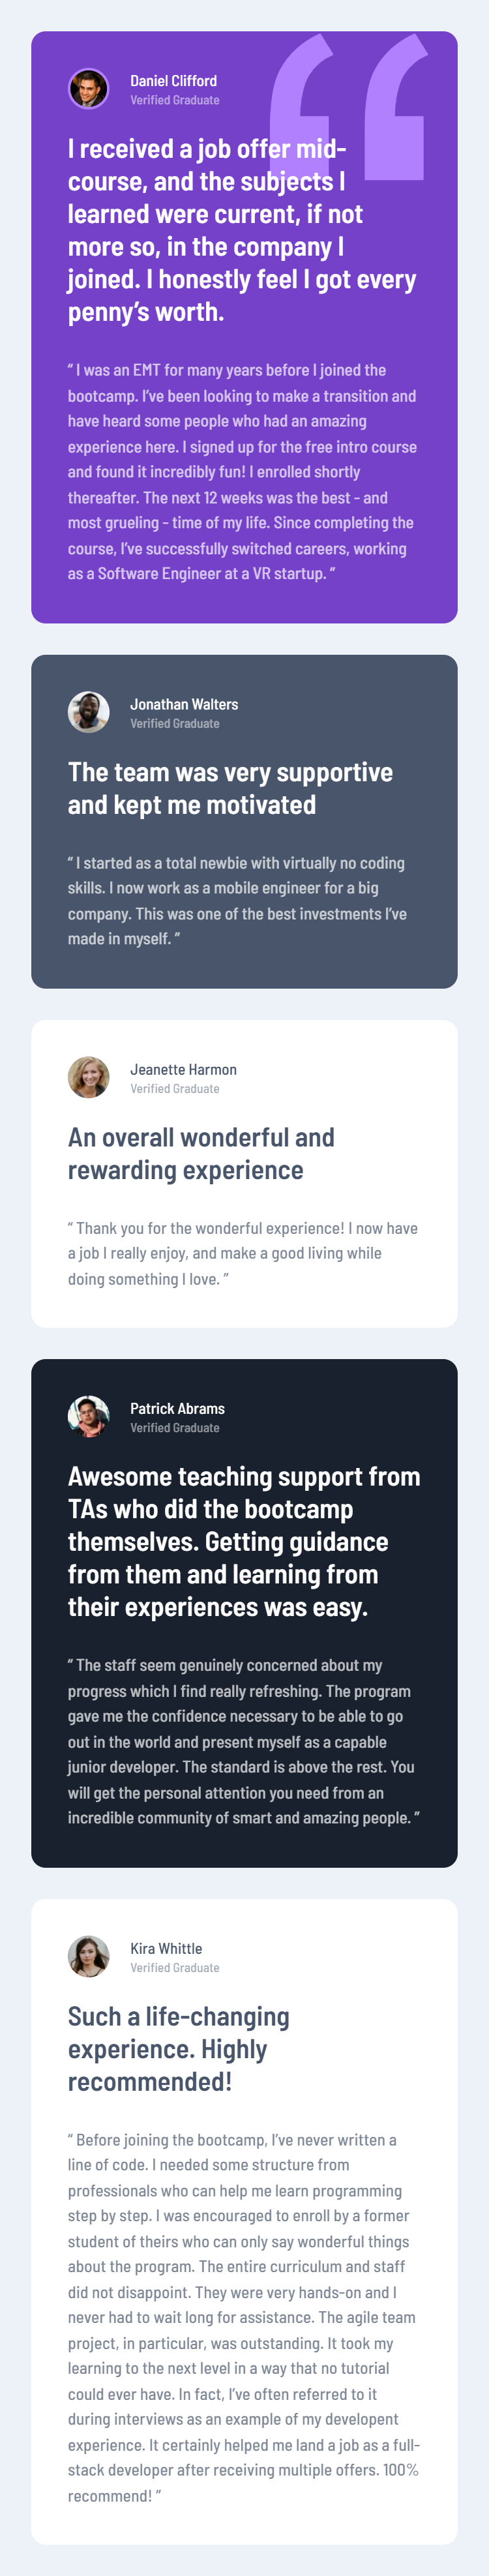 Daniel Clifford
Verified Graduate
I received a job offer mid-
course, and the subjects I
learned were current, if not
more so, in the company I
joined. I honestly feel I got every
penny’s worth.
“ I was an EMT for many years before I joined the
bootcamp. I’ve been looking to make a transition and
have heard some people who had an amazing
experience here. I signed up for the free intro course
and found it incredibly fun! I enrolled shortly
thereafter. The next 12 weeks was the best - and
most grueling - time of my life. Since completing the
course, I’ve successfully switched careers, working
as a Software Engineer at a VR startup. ”
Jonathan Walters
Verified Graduate
The team was very supportive
and kept me motivated
“ I started as a total newbie with virtually no coding
skills. I now work as a mobile engineer for a big
company. This was one of the best investments I’ve
made in myself. ”
Jeanette Harmon
Verified Graduate
An overall wonderful and
rewarding experience
“ Thank you for the wonderful experience! I now have
a job I really enjoy, and make a good living while
doing something I love. ”
Patrick Abrams
Verified Graduate
Awesome teaching support from
TAs who did the bootcamp
themselves. Getting guidance
from them and learning from
their experiences was easy.
“ The staff seem genuinely concerned about my
progress which I find really refreshing. The program
gave me the confidence necessary to be able to go
out in the world and present myself as a capable
junior developer. The standard is above the rest. You
will get the personal attention you need from an
incredible community of smart and amazing people. ”
Kira Whittle
Verified Graduate
Such a life-changing
experience. Highly
recommended!
“ Before joining the bootcamp, I’ve never written a
line of code. I needed some structure from
professionals who can help me learn programming
step by step. I was encouraged to enroll by a former
student of theirs who can only say wonderful things
about the program. The entire curriculum and staff
did not disappoint. They were very hands-on and I
never had to wait long for assistance. The agile team
project, in particular, was outstanding. It took my
learning to the next level in a way that no tutorial
could ever have. In fact, I’ve often referred to it
during interviews as an example of my developent
experience. It certainly helped me land a job as a full-
stack developer after receiving multiple offers. 100%
recommend! ”